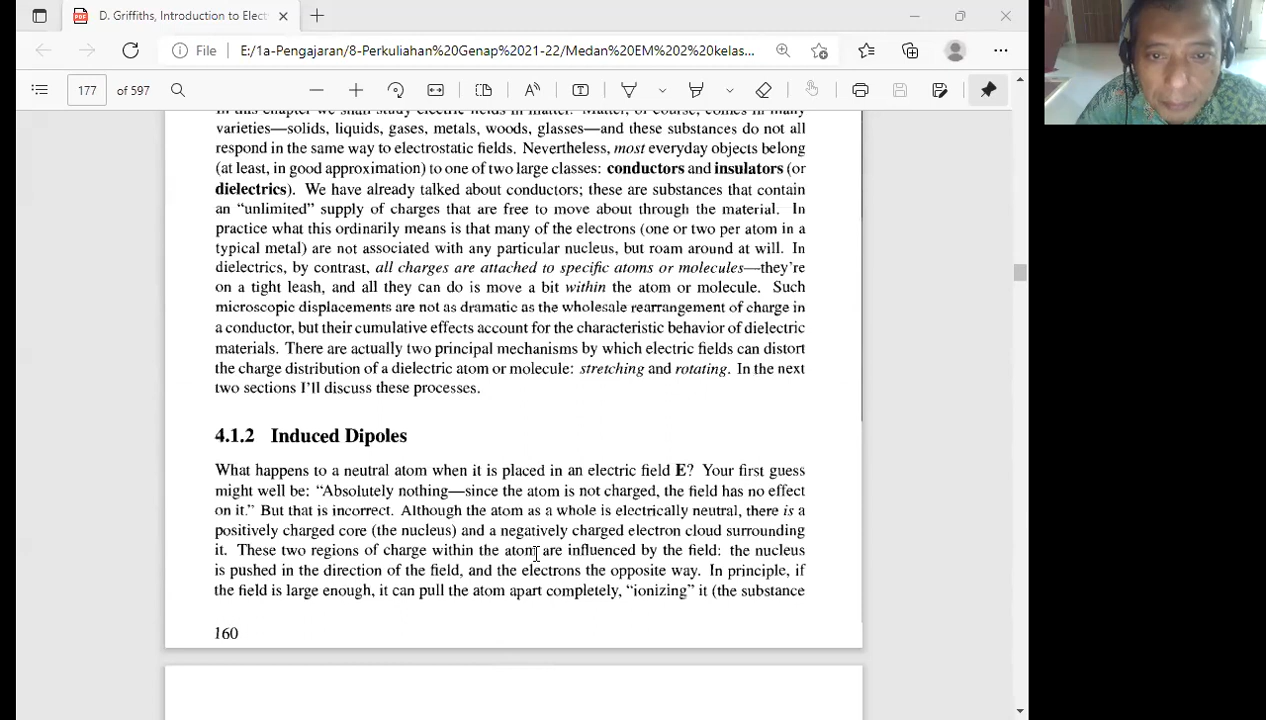 D. Griffiths, Introduction to Elect
File
E:/1a-Pengajaran/8-Perkuliahan%20Genap%2021-22/Medan%20EM%202%20kelas...
177 of 597
In this chapter we shall study electric fields in matter. Matter, of course, comes in many
varieties—solids, liquids, gases, metals, woods, glasses—and these substances do not all
respond in the same way to electrostatic fields. Nevertheless, most everyday objects belong
(at least, in good approximation) to one of two large classes: conductors and insulators (or
dielectrics). We have already talked about conductors; these are substances that contain
an “unlimited” supply of charges that are free to move about through the material. In
practice what this ordinarily means is that many of the electrons (one or two per atom in a
typical metal) are not associated with any particular nucleus, but roam around at will. In
dielectrics, by contrast, all charges are attached to specific atoms or molecules—they're
on a tight leash, and all they can do is move a bit within the atom or molecule. Such
microscopic displacements are not as dramatic as the wholesale rearrangement of charge in
a conductor, but their cumulative effects account for the characteristic behavior of dielectric
materials. There are actually two principal mechanisms by which electric fields can distort
the charge distribution of a dielectric atom or molecule: stretching and rotating. In the next
two sections I'll discuss these processes.
4.1.2 Induced Dipoles
What happens to a neutral atom when it is placed in an electric field E? Your first guess
might well be: “Absolutely nothing—since the atom is not charged, the field has no effect
on it.” But that is incorrect. Although the atom as a whole is electrically neutral, there is a
positively charged core (the nucleus) and a negatively charged electron cloud surrounding
it. These two regions of charge within the atom are influenced by the field: the nucleus
is pushed in the direction of the field, and the electrons the opposite way. In principle, if
the field is large enough, it can pull the atom apart completely, “ionizing” it (the substance
160